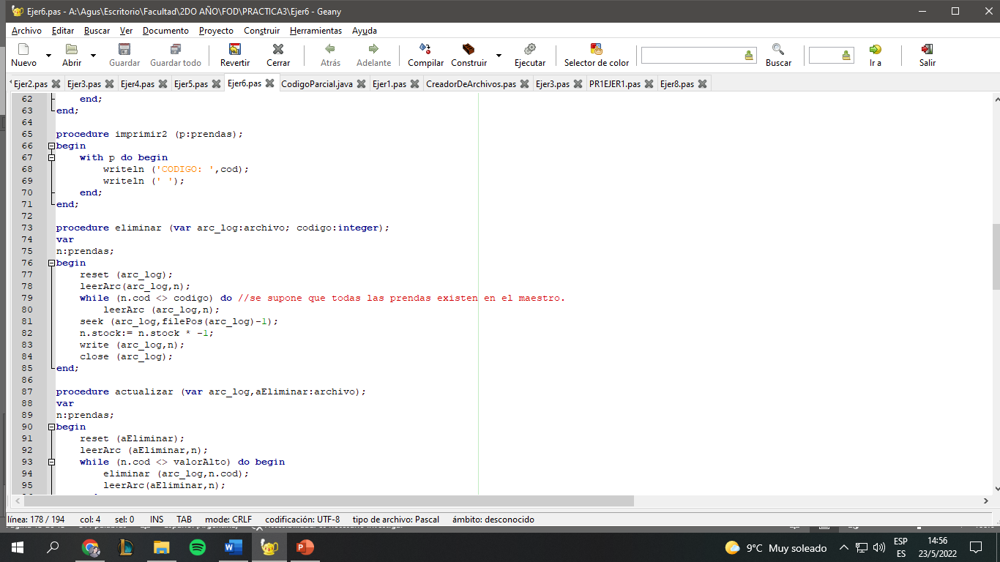 Ejer6.pas - A:\Agus\Escritorio\Facultad\2DO AÑO\FOD\PRACTICA3\Ejer6 - Geany
Archivo Editar Buscar Ver Documento Proyecto Construir Herramientas Ayuda
Nuevo Abrir Guardar Guardar todo Revertir Cerrar Atrás Adelante Compilar Construir Ejecutar Selector de color Buscar Ir a Salir
Ejer2.pas Ejer3.pas Ejer4.pas Ejer5.pas Ejer6.pas CodigoParcial.java Ejer1.pas CreadorDeArchivos.pas Ejer3.pas PR1EJER1.pas Ejer8.pas
62 end;
63 end;
64
65 procedure imprimir2 (p:prendas);
66 begin
67 with p do begin
68 writeln ('CODIGO: ',cod);
69 writeln (' ');
70 end;
71 end;
72
73 procedure eliminar (var arc_log:archivo; codigo:integer);
74 var
75 n:prendas;
76 begin
77 reset (arc_log);
78 leerArc(arc_log,n);
79 while (n.cod <> codigo) do //se supone que todas las prendas existen en el maestro.
80 leerArc (arc_log,n);
81 seek (arc_log,filePos(arc_log)-1);
82 n.stock:= n.stock * -1;
83 write (arc_log,n);
84 close (arc_log);
85 end;
86
87 procedure actualizar (var arc_log,aEliminar:archivo);
88 var
89 n:prendas;
90 begin
91 reset (aEliminar);
92 leerArc (aEliminar,n);
93 while (n.cod <> valorAlto) do begin
94 eliminar (arc_log,n.cod);
95 leerArc(aEliminar,n);
línea: 178 / 194 col: 4 sel: 0 INS TAB mode: CRLF codificación: UTF-8 tipo de archivo: Pascal ámbito: desconocido
9°C Muy soleado ESP 14:56
ES 23/5/2022